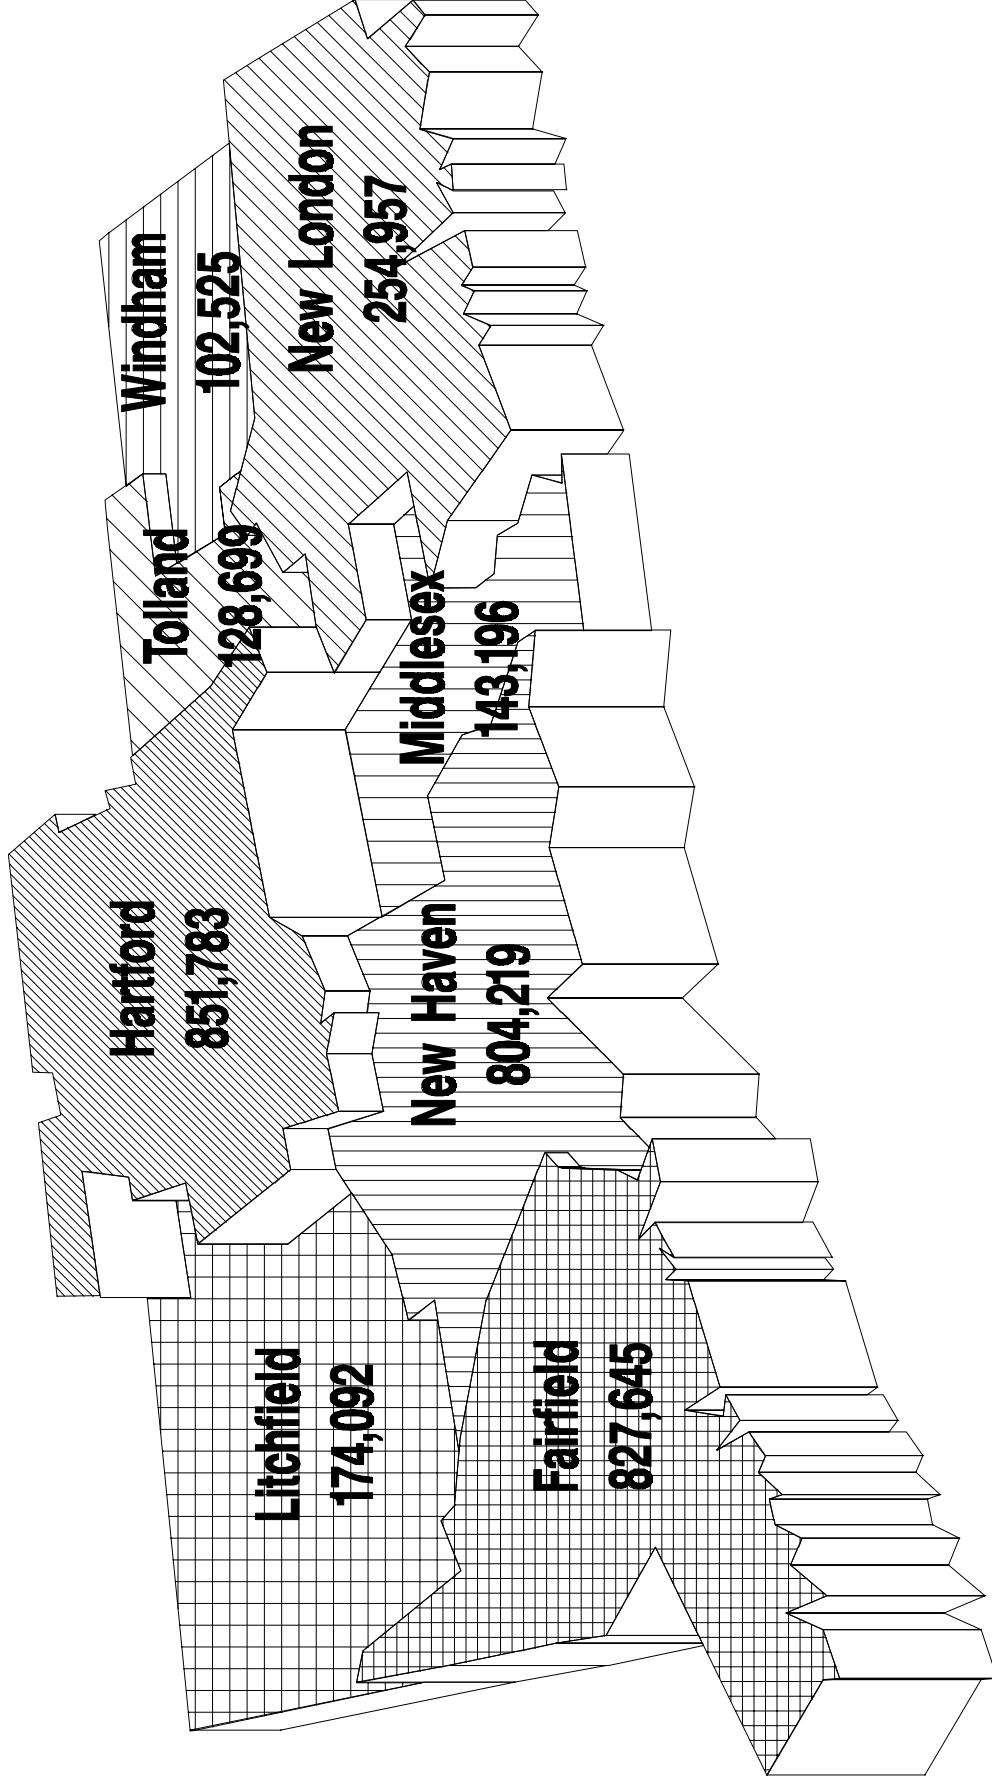 Litchfield
174,092
Hartford
851,783
Tolland
128,699
Windham
102,525
Fairfield
827,645
New Haven
804,219
Middlesex
143,196
New London
254,957